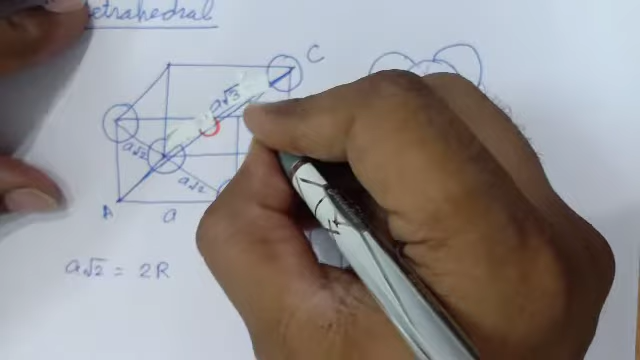 etrahedral
C
a√3
a√2
a√2
A
a
a√2 = 2R